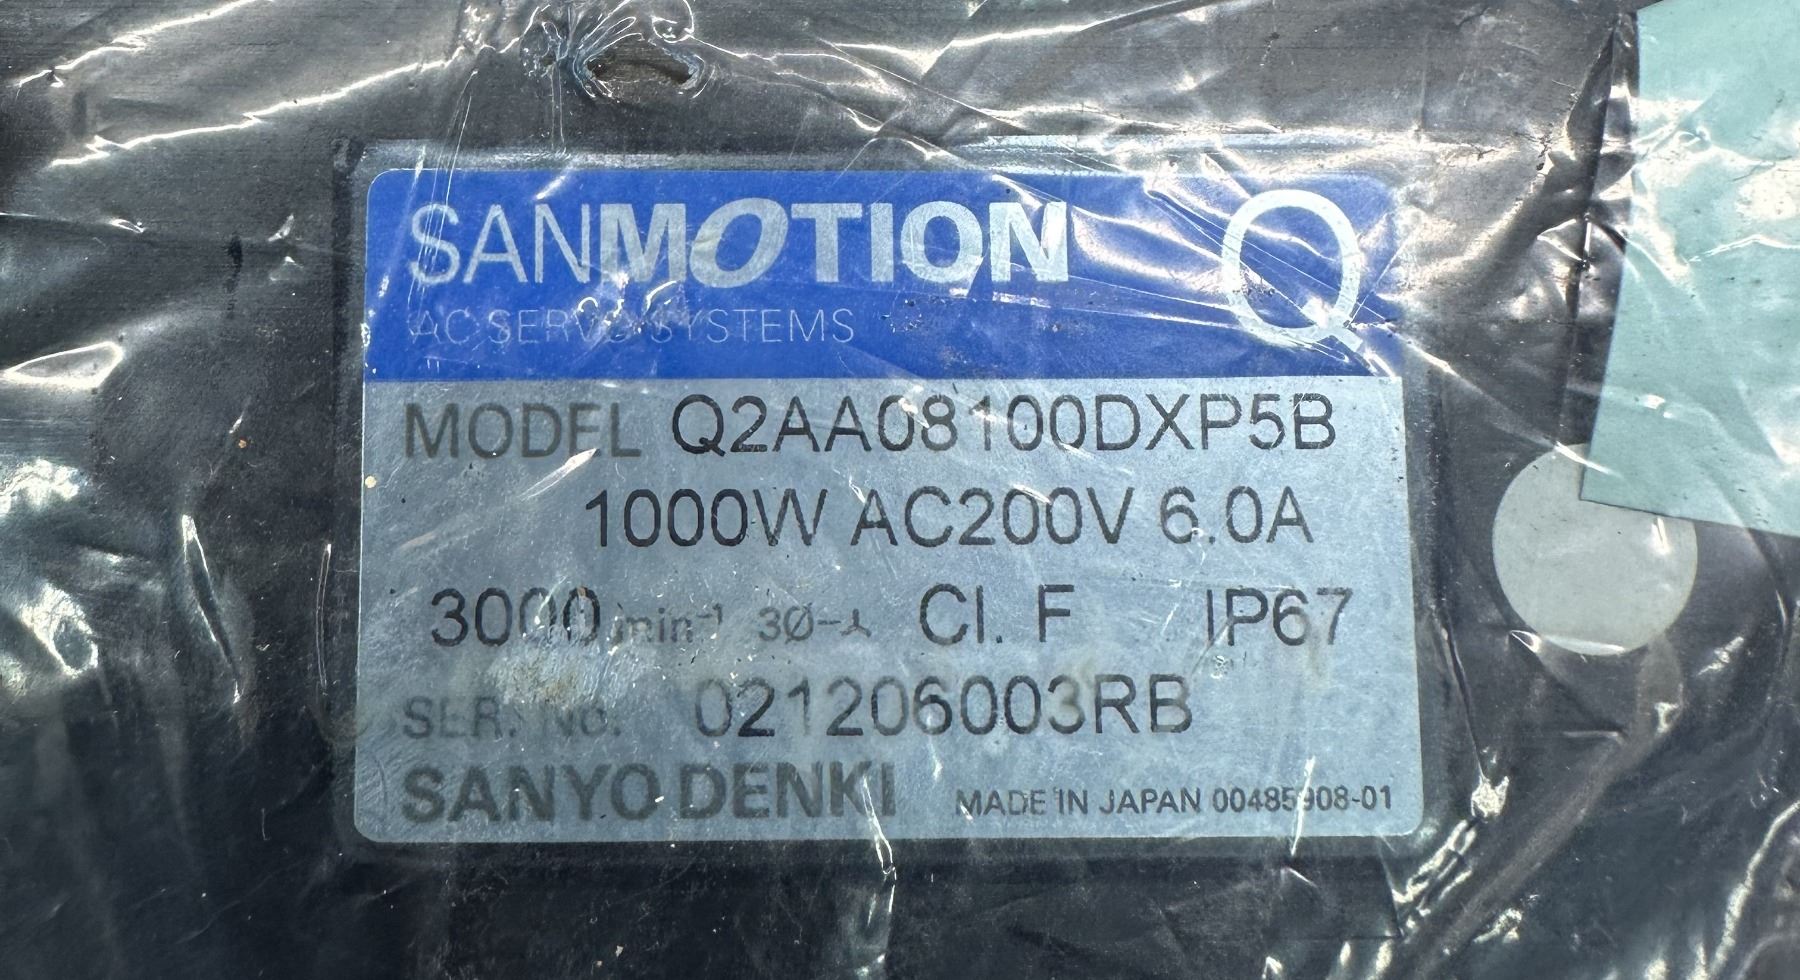 SANMOTION Q
AC SERVO SYSTEMS
MODEL Q2AA08100DXP5B
1000W AC200V 6.0A
3000 min⁻¹ 3Ø-⅄ CI. F IP67
SER. No. 021206003RB
SANYO DENKI MADE IN JAPAN 00485908-01